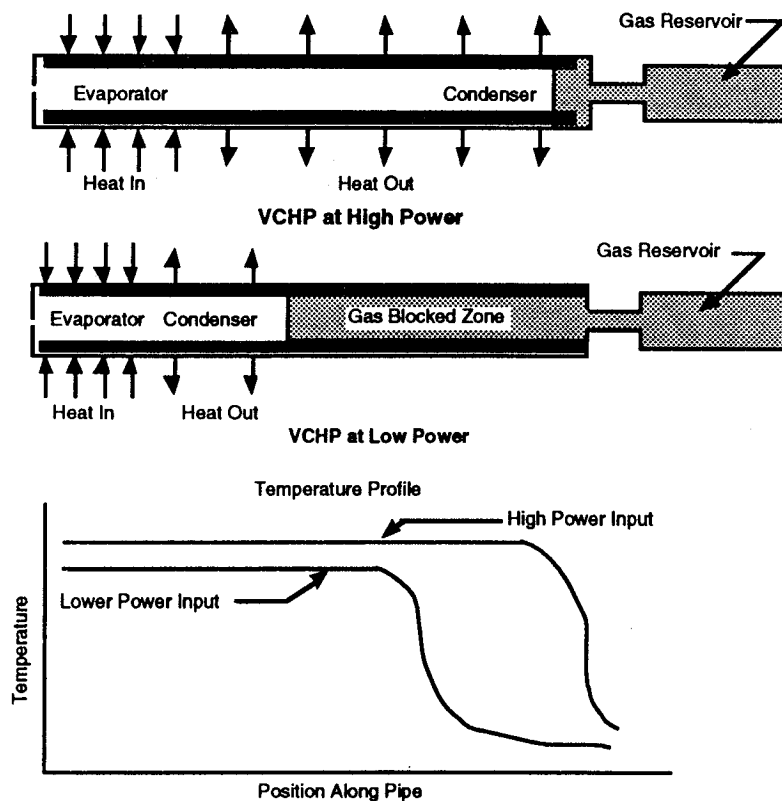 Gas Reservoir
Evaporator
Condenser
Heat In
Heat Out
VCHP at High Power
Gas Reservoir
Evaporator
Condenser
Gas Blocked Zone
Heat In
Heat Out
VCHP at Low Power
Temperature Profile
High Power Input
Lower Power Input
Temperature
Position Along Pipe